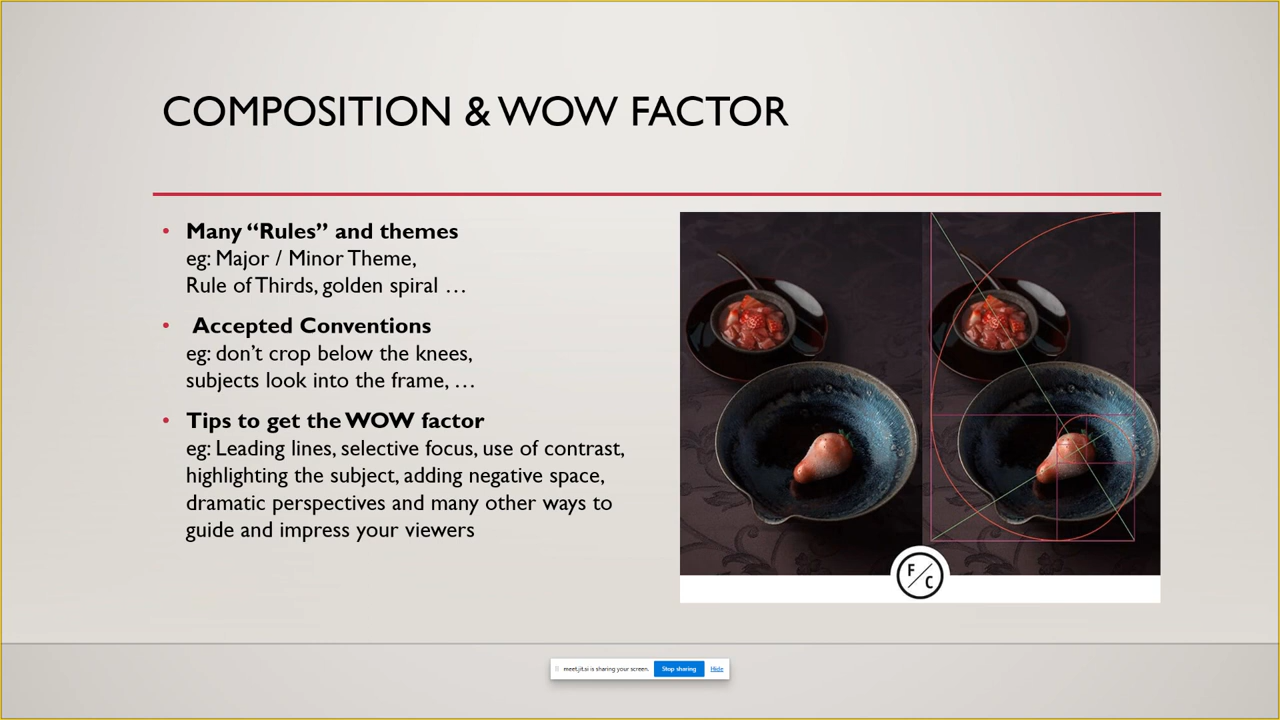 COMPOSITION & WOW FACTOR
• Many “Rules” and themes
eg: Major / Minor Theme,
Rule of Thirds, golden spiral …
• Accepted Conventions
eg: don’t crop below the knees,
subjects look into the frame, …
• Tips to get the WOW factor
eg: Leading lines, selective focus, use of contrast,
highlighting the subject, adding negative space,
dramatic perspectives and many other ways to
guide and impress your viewers
F/C
meet.jit.si is sharing your screen. Stop sharing Hide